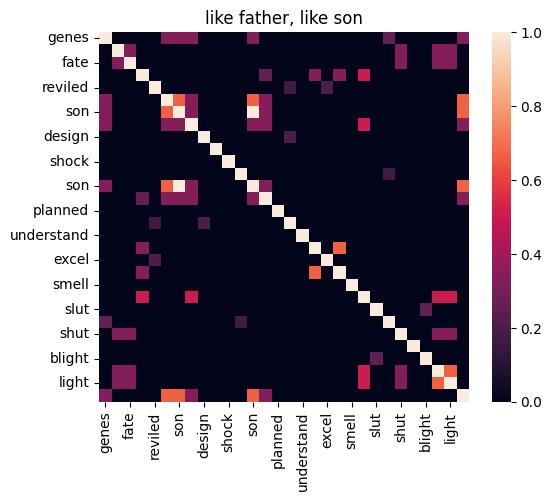 like father, like son
genes
fate
reviled
son
design
shock
son
planned
understand
excel
smell
slut
shut
blight
light
genes
fate
reviled
son
design
shock
son
planned
understand
excel
smell
slut
shut
blight
light
1.0
0.8
0.6
0.4
0.2
0.0